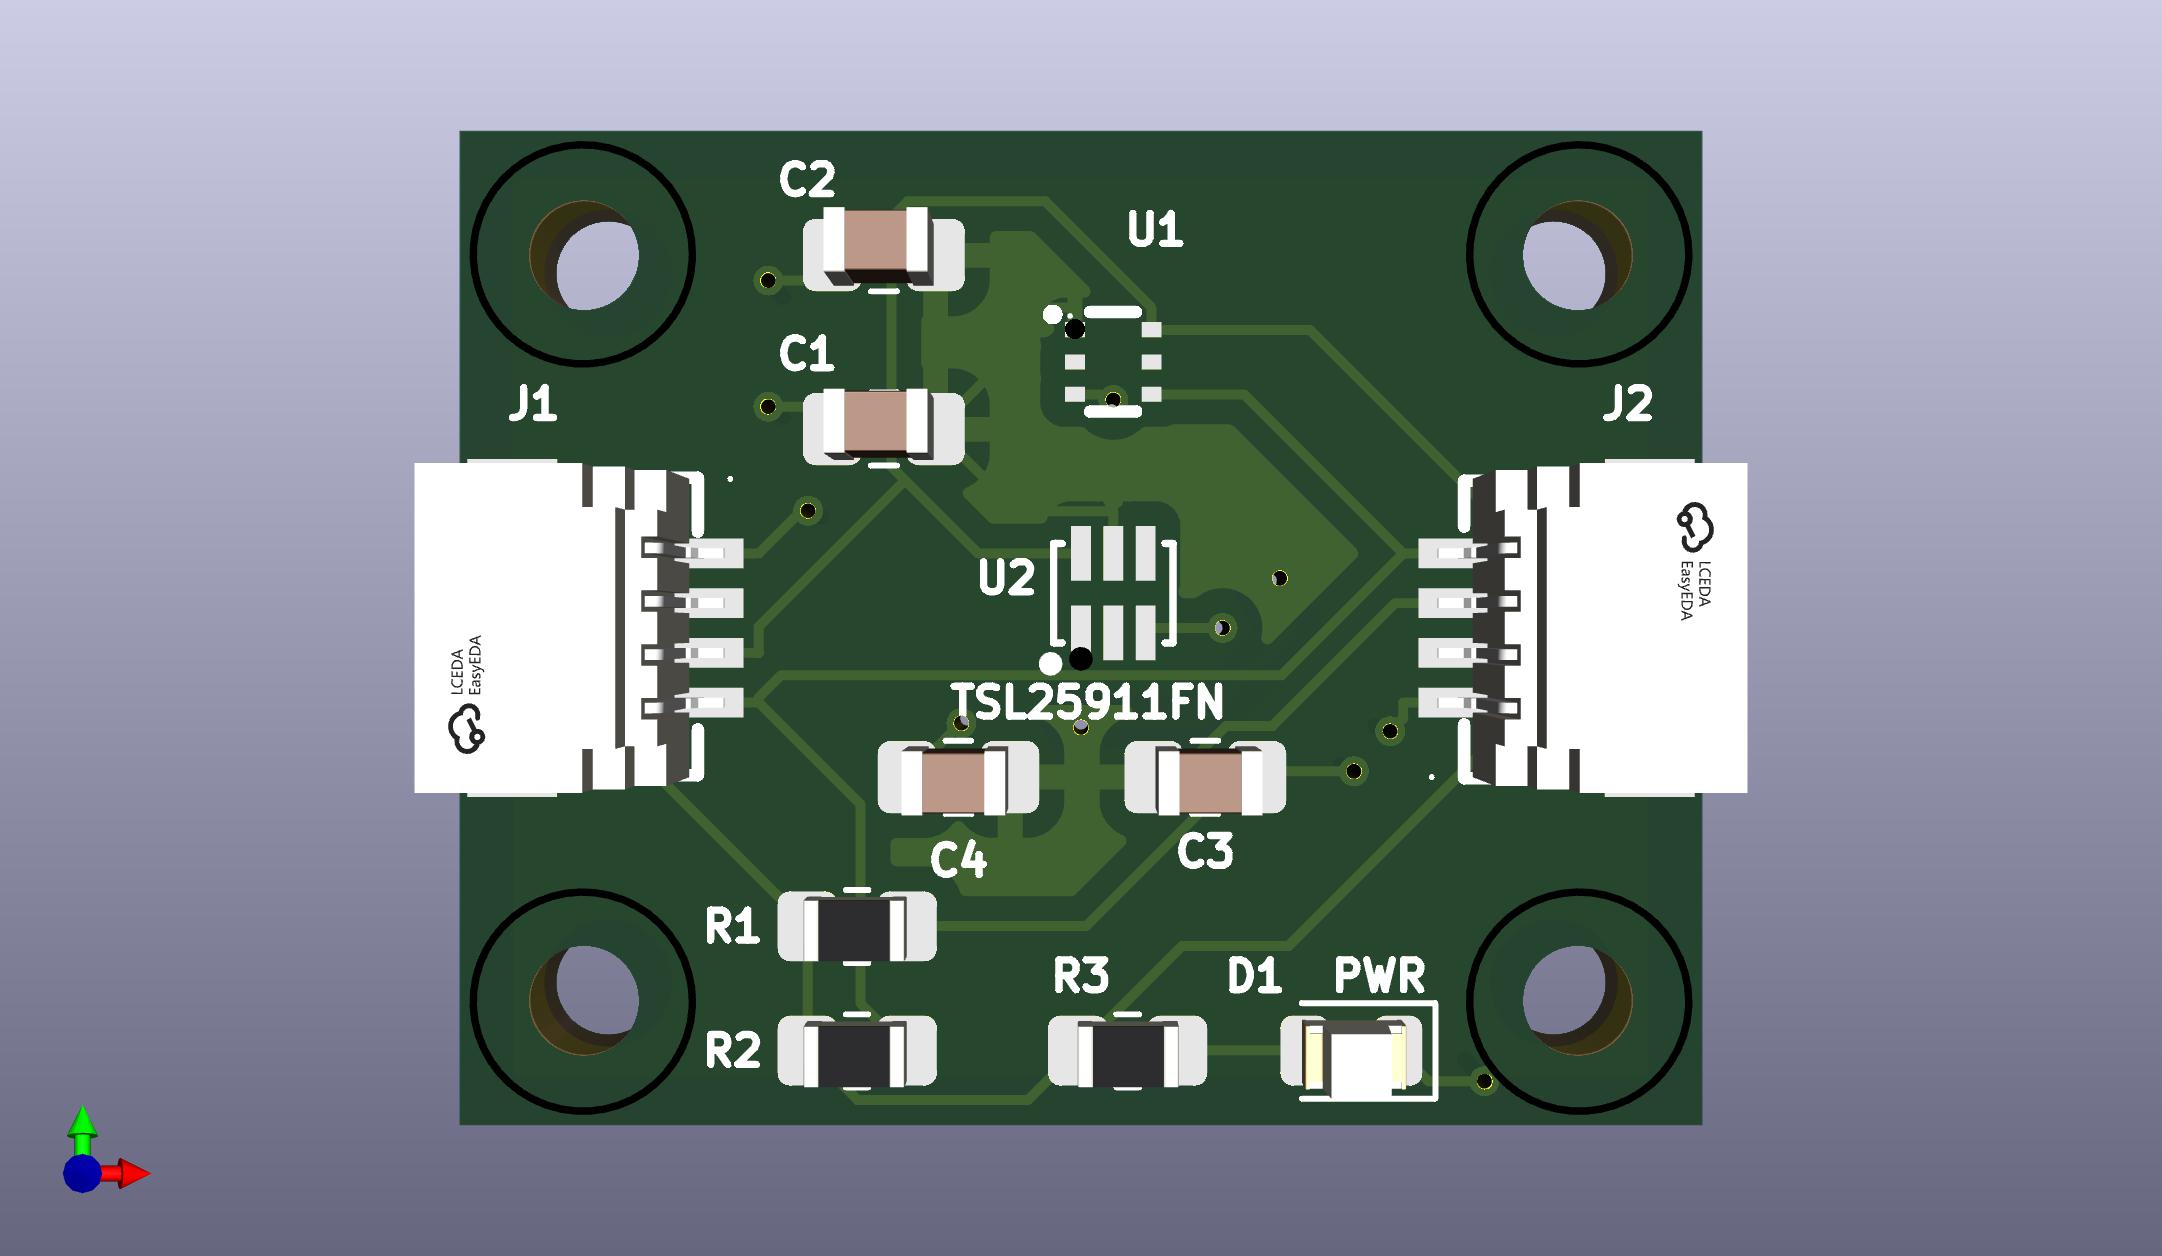 C2
U1
C1
J1
J2
LCEDA
EasyEDA
U2
LCEDA
EasyEDA
TSL25911FN
C4
C3
R1
R3
D1
PWR
R2